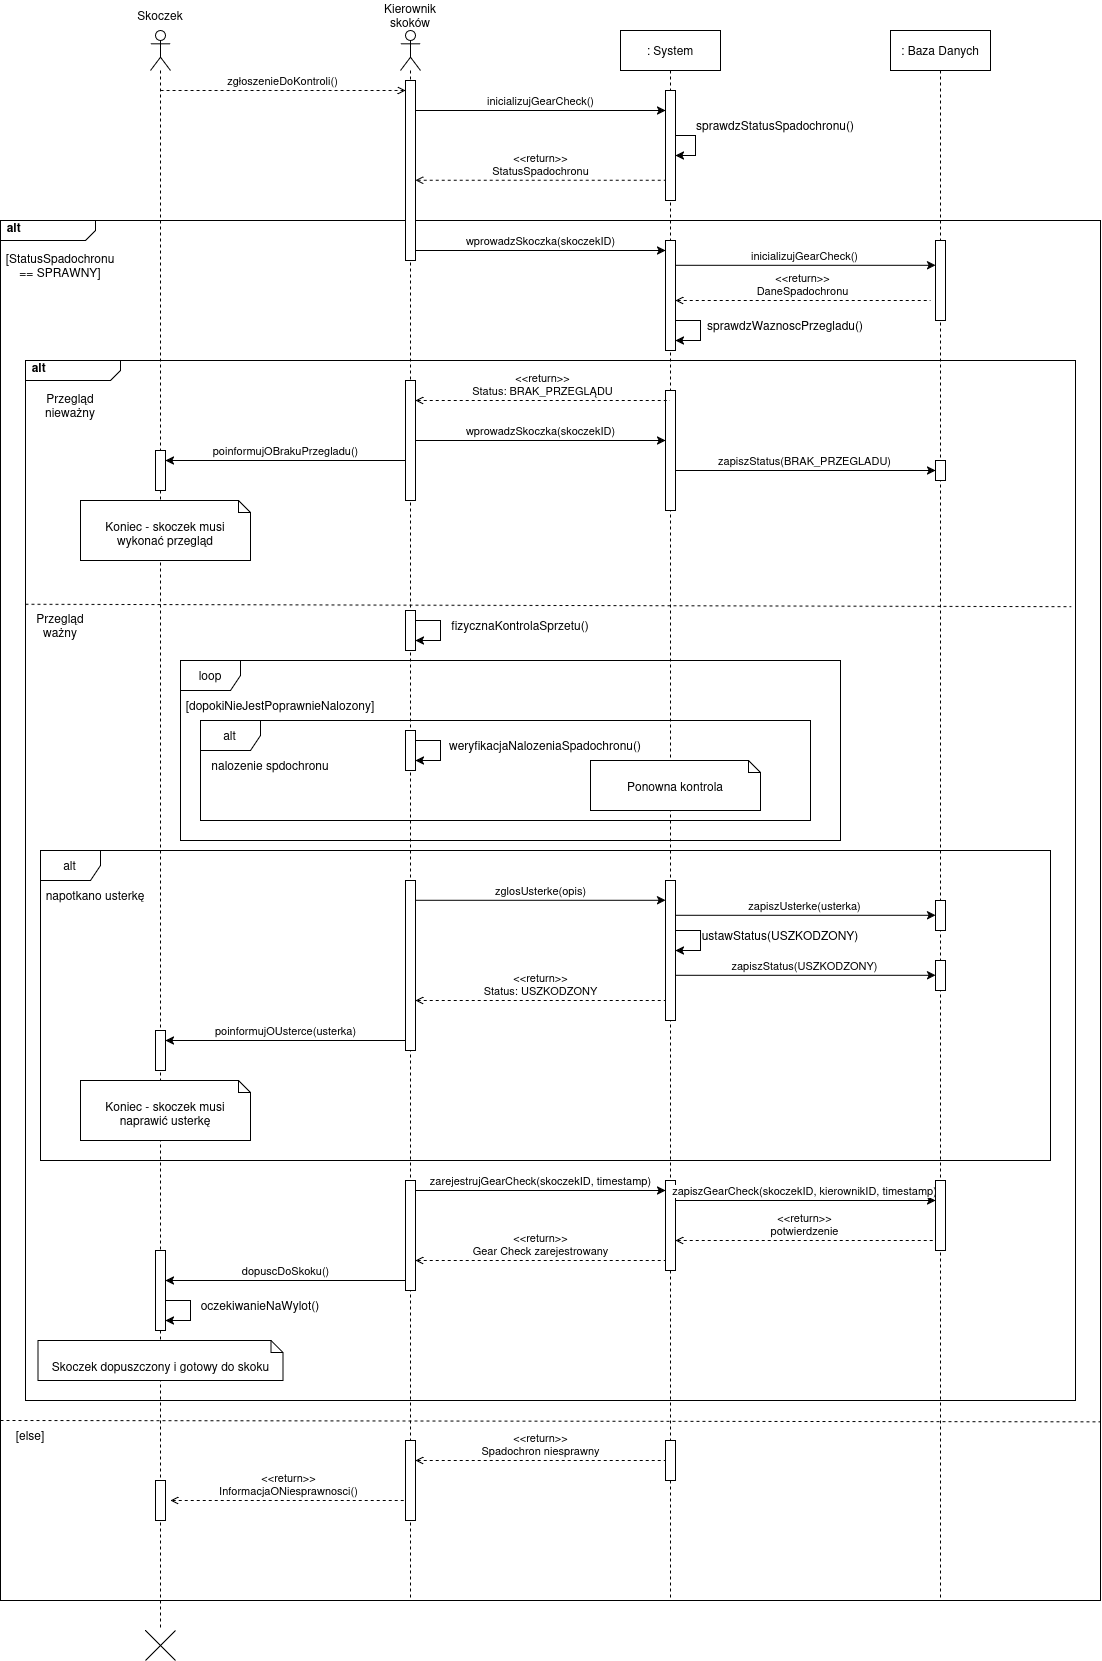 Skoczek
Kierownik
skoków
: System
: Baza Danych
zgłoszenieDoKontroli()
inicializujGearCheck()
sprawdzStatusSpadochronu()
<<return>>
StatusSpadochronu
alt
[StatusSpadochronu
== SPRAWNY]
wprowadzSkoczka(skoczekID)
inicializujGearCheck()
<<return>>
DaneSpadochronu
sprawdzWaznoscPrzegladu()
alt
Przegląd
nieważny
<<return>>
Status: BRAK_PRZEGLĄDU
wprowadzSkoczka(skoczekID)
poinformujOBrakuPrzegladu()
zapiszStatus(BRAK_PRZEGLADU)
Koniec - skoczek musi
wykonać przegląd
Przegląd
ważny
fizycznaKontrolaSprzetu()
loop
[dopokiNieJestPoprawnieNalozony]
alt
weryfikacjaNalozeniaSpadochronu()
nalozenie spdochronu
Ponowna kontrola
alt
napotkano usterkę
zglosUsterke(opis)
zapiszUsterke(usterka)
ustawStatus(USZKODZONY)
zapiszStatus(USZKODZONY)
<<return>>
Status: USZKODZONY
poinformujOUsterce(usterka)
Koniec - skoczek musi
naprawić usterkę
zarejestrujGearCheck(skoczekID, timestamp)
zapiszGearCheck(skoczekID, kierownikID, timestamp)
<<return>>
potwierdzenie
<<return>>
Gear Check zarejestrowany
dopuscDoSkoku()
oczekiwanieNaWylot()
Skoczek dopuszczony i gotowy do skoku
[else]
<<return>>
Spadochron niesprawny
<<return>>
InformacjaONiesprawnosci()